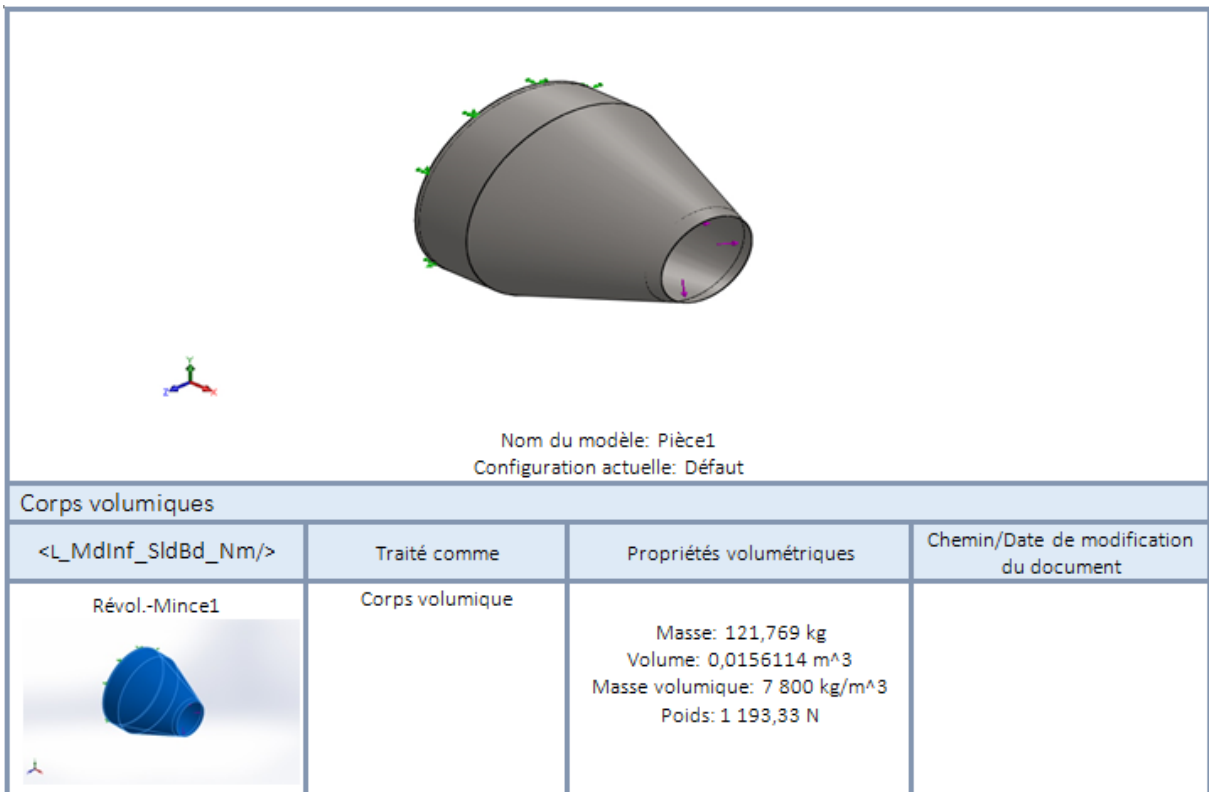 Y
Z
X
Nom du modèle: Pièce1
Configuration actuelle: Défaut
Corps volumiques
<L_MdInf_SldBd_Nm/>
Traité comme
Propriétés volumétriques
Chemin/Date de modification
du document
Révol.-Mince1
Corps volumique
Masse: 121,769 kg
Volume: 0,0156114 m^3
Masse volumique: 7 800 kg/m^3
Poids: 1 193,33 N